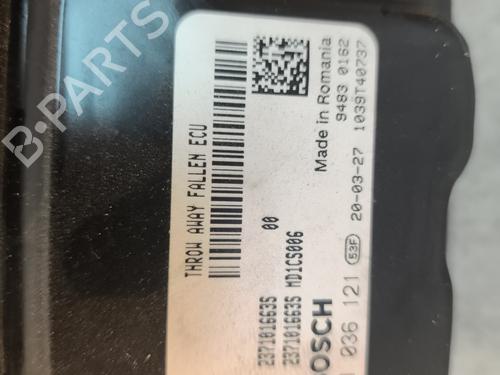 B-PARTS
THROW AWAY FALLEN ECU
00
237101663S
237101663S MD1CS006
BOSCH
036 121 53F 20-03-27
Made in Romania
9483 0162
1039T40737